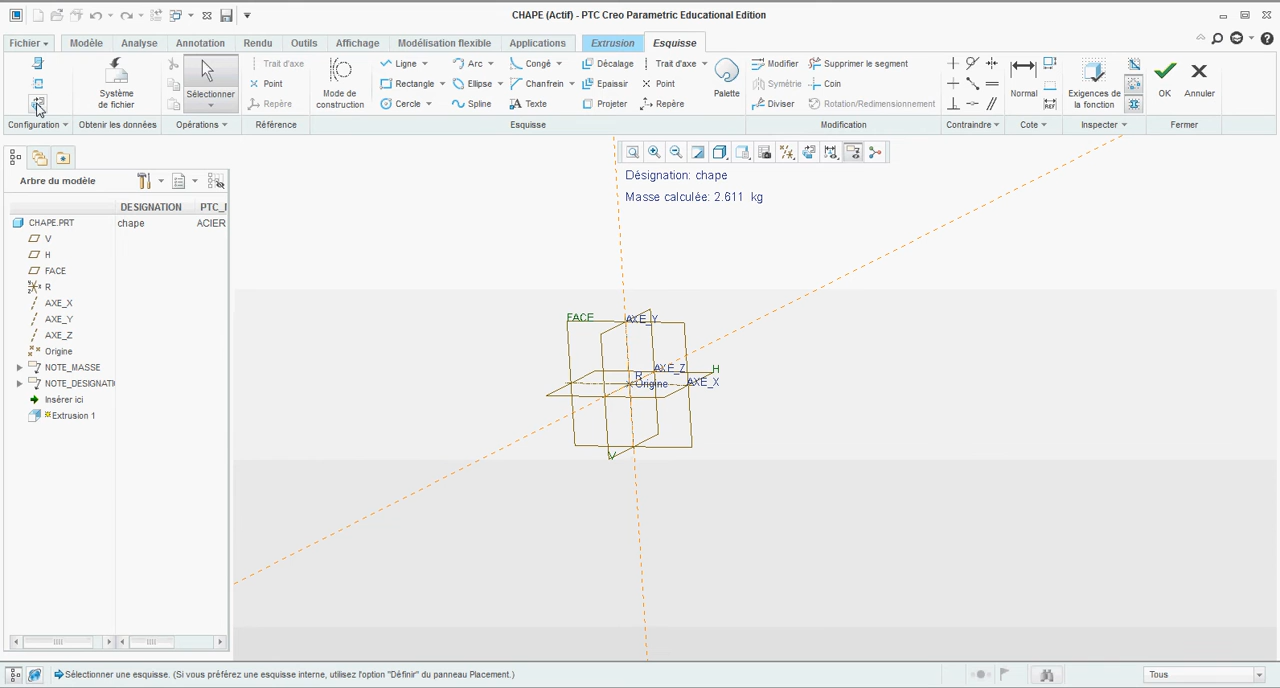 CHAPE (Actif) - PTC Creo Parametric Educational Edition
Fichier Modèle Analyse Annotation Rendu Outils Affichage Modélisation flexible Applications Extrusion Esquisse
Système de fichier
Sélectionner
Trait d'axe
Point
Repère
Mode de construction
Ligne Arc Congé Décalage Trait d'axe
Rectangle Ellipse Chanfrein Epaissir Point
Cercle Spline Texte Projeter Repère
Palette
Modifier Supprimer le segment
Symétrie Coin
Diviser Rotation/Redimensionnement
Normal
REF
Exigences de la fonction
OK
Annuler
Configuration Obtenir les données Opérations Référence Esquisse Modification Contraindre Cote Inspecter Fermer
Arbre du modèle
DESIGNATION PTC_
CHAPE.PRT chape ACIER
V
H
FACE
R
AXE_X
AXE_Y
AXE_Z
Origine
NOTE_MASSE
NOTE_DESIGNATI
Insérer ici
Extrusion 1
Désignation: chape
Masse calculée: 2.611 kg
FACE AXE_Y
AXE_Z H
R
Origine AXE_X
V
Sélectionner une esquisse. (Si vous préférez une esquisse interne, utilisez l'option "Définir" du panneau Placement.)
Tous